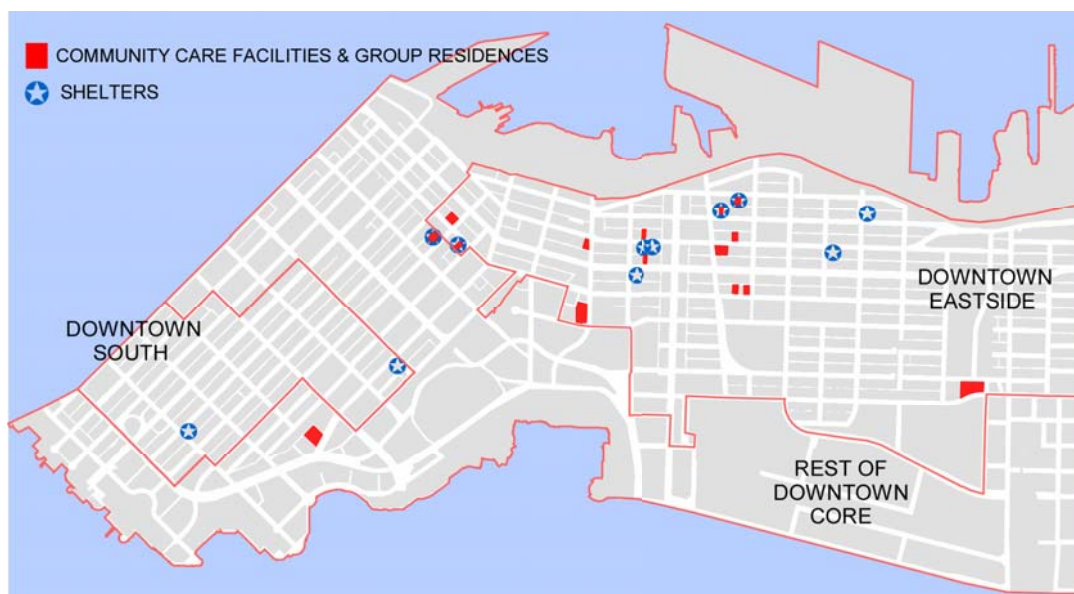 COMMUNITY CARE FACILITIES & GROUP RESIDENCES
SHELTERS
DOWNTOWN
EASTSIDE
DOWNTOWN
SOUTH
REST OF
DOWNTOWN
CORE